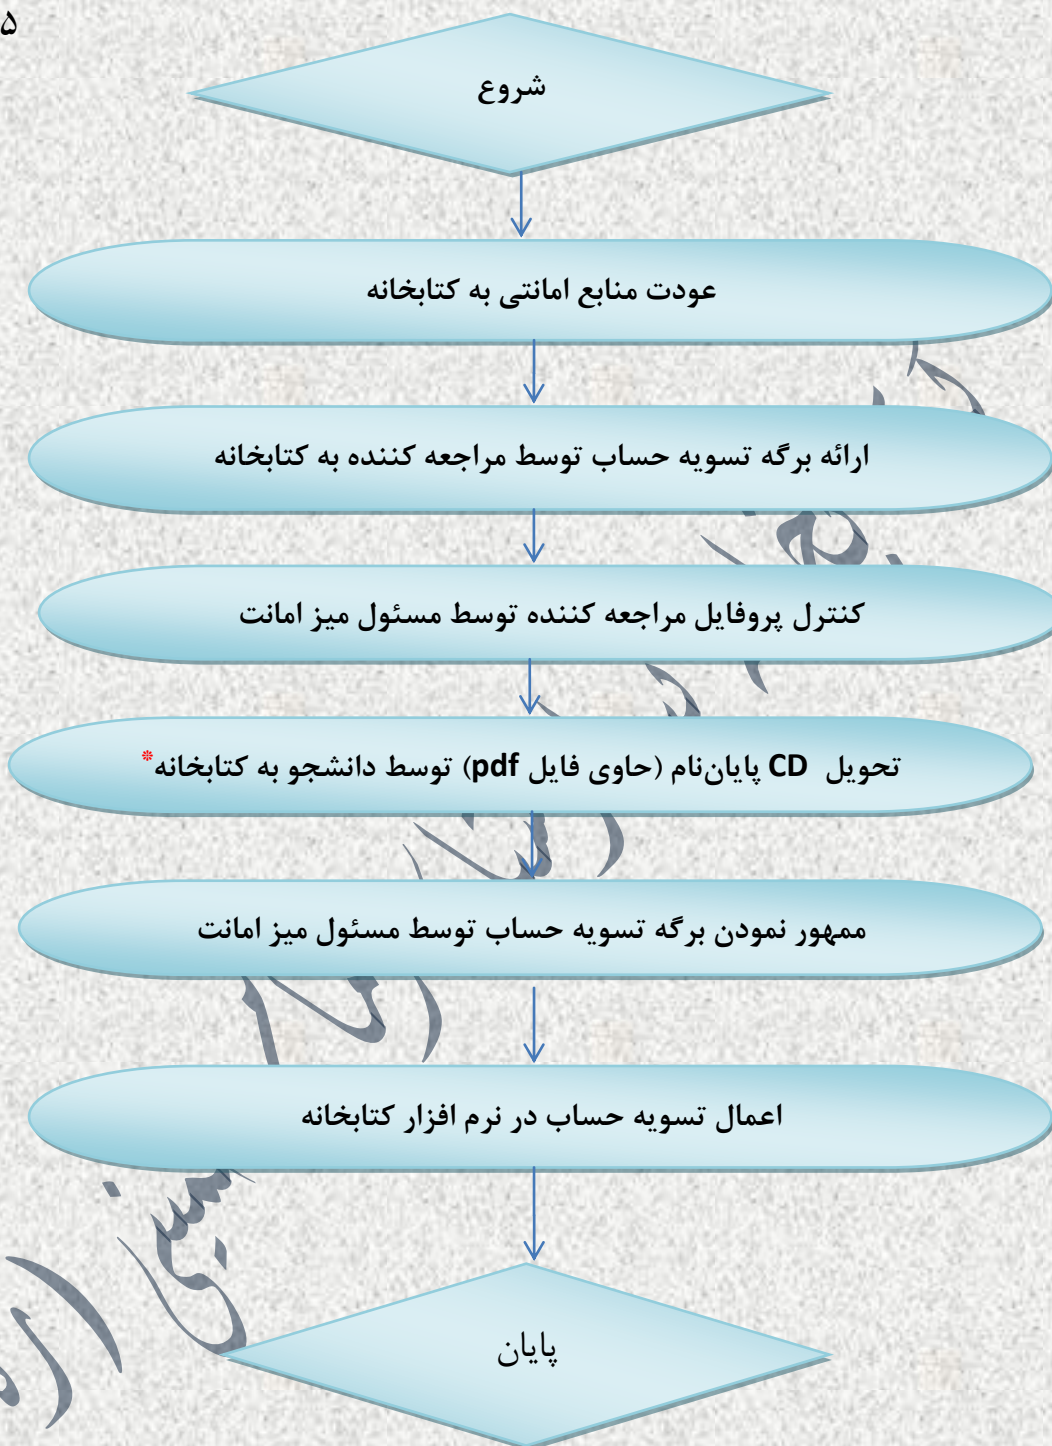 ۵
شروع
عودت منابع امانتی به کتابخانه
ارائه برگه تسویه حساب توسط مراجعه کننده به کتابخانه
کنترل پروفایل مراجعه کننده توسط مسئول میز امانت
تحویل CD پایان‌نام (حاوی فایل pdf) توسط دانشجو به کتابخانه*
ممهور نمودن برگه تسویه حساب توسط مسئول میز امانت
اعمال تسویه حساب در نرم افزار کتابخانه
پایان